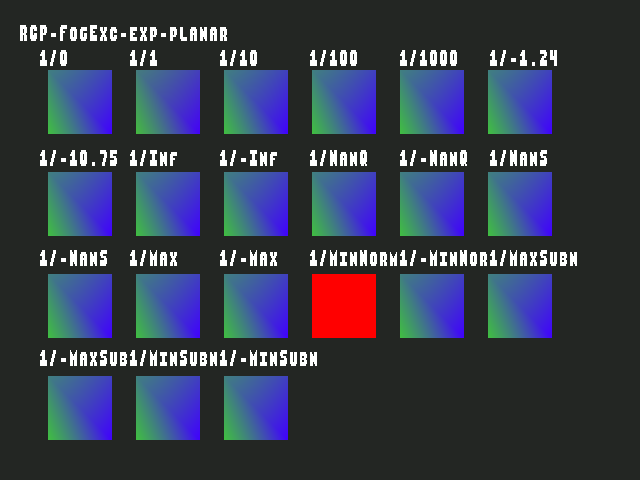 RCP-FogExc-exp-planar
1/0 1/1 1/10 1/100 1/1000 1/-1.24
1/-10.75 1/Inf 1/-Inf 1/NanQ 1/-NanQ 1/NanS
1/-NanS 1/Max 1/-Max 1/MinNorm 1/-MinNor 1/MaxSubN
1/-MaxSub 1/MinSubN 1/-MinSubN